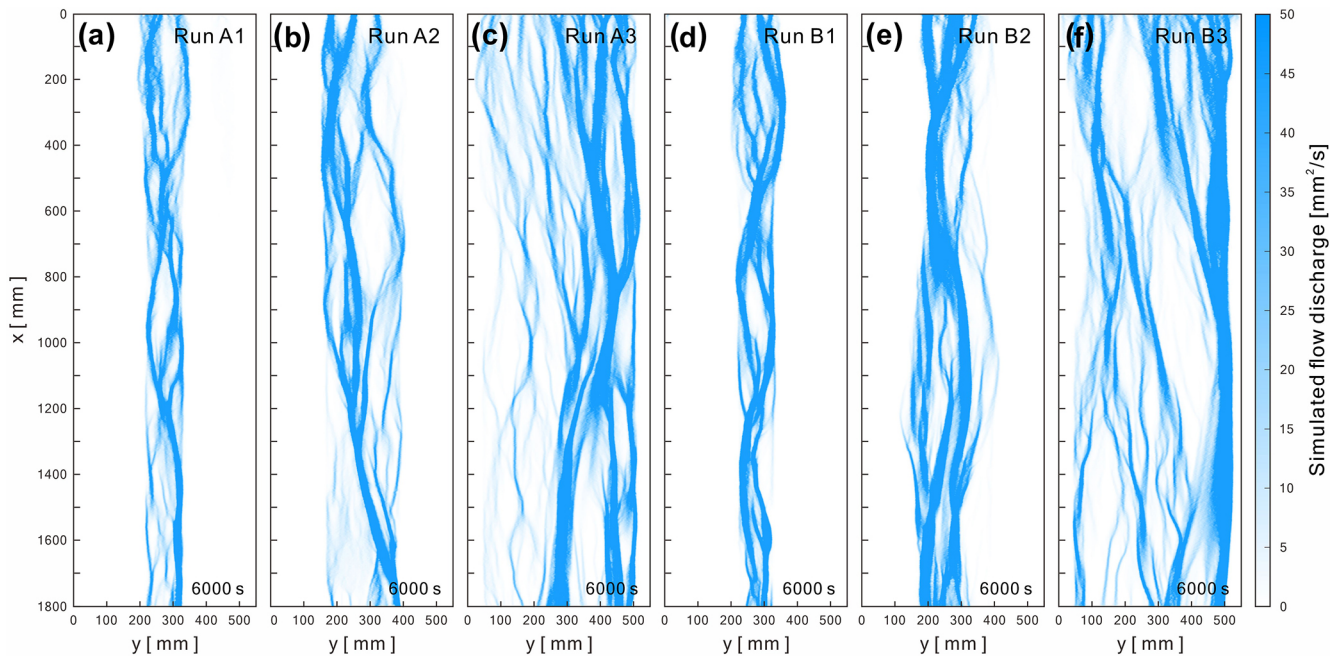 (a) Run A1
(b) Run A2
(c) Run A3
(d) Run B1
(e) Run B2
(f) Run B3
0
200
400
600
800
1000
1200
1400
1600
1800
x [ mm ]
6000 s
6000 s
6000 s
6000 s
6000 s
6000 s
0 100 200 300 400 500
0 100 200 300 400 500
0 100 200 300 400 500
0 100 200 300 400 500
0 100 200 300 400 500
0 100 200 300 400 500
y [ mm ]
y [ mm ]
y [ mm ]
y [ mm ]
y [ mm ]
y [ mm ]
50
45
40
35
30
25
20
15
10
5
0
Simulated flow discharge [mm²/s]